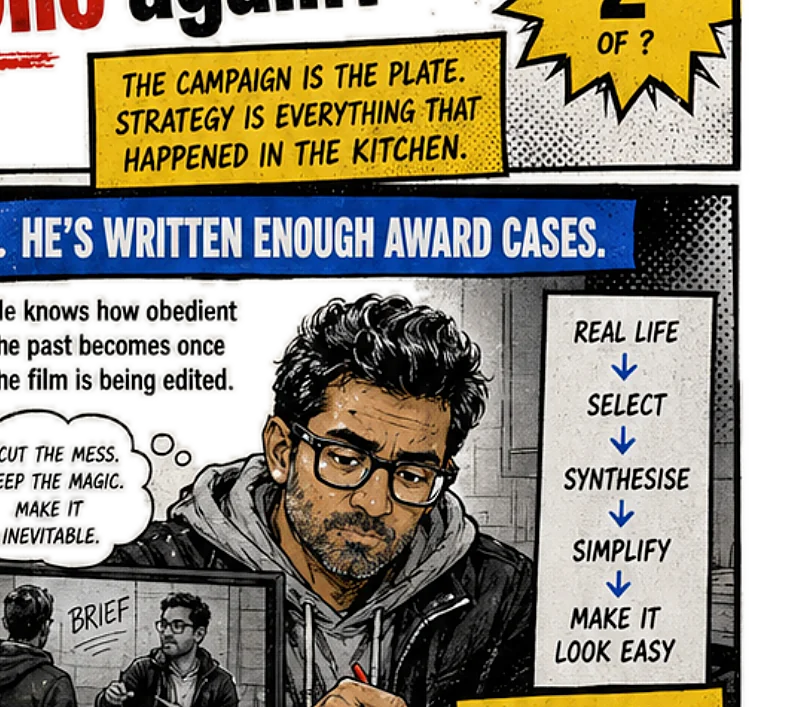 again?
2
OF ?
THE CAMPAIGN IS THE PLATE.
STRATEGY IS EVERYTHING THAT
HAPPENED IN THE KITCHEN.
. HE'S WRITTEN ENOUGH AWARD CASES.
knows how obedient
past becomes once
film is being edited.
CUT THE MESS.
THE MAGIC.
MAKE IT
INEVITABLE.
BRIEF
REAL LIFE
↓
SELECT
↓
SYNTHESISE
↓
SIMPLIFY
↓
MAKE IT
LOOK EASY